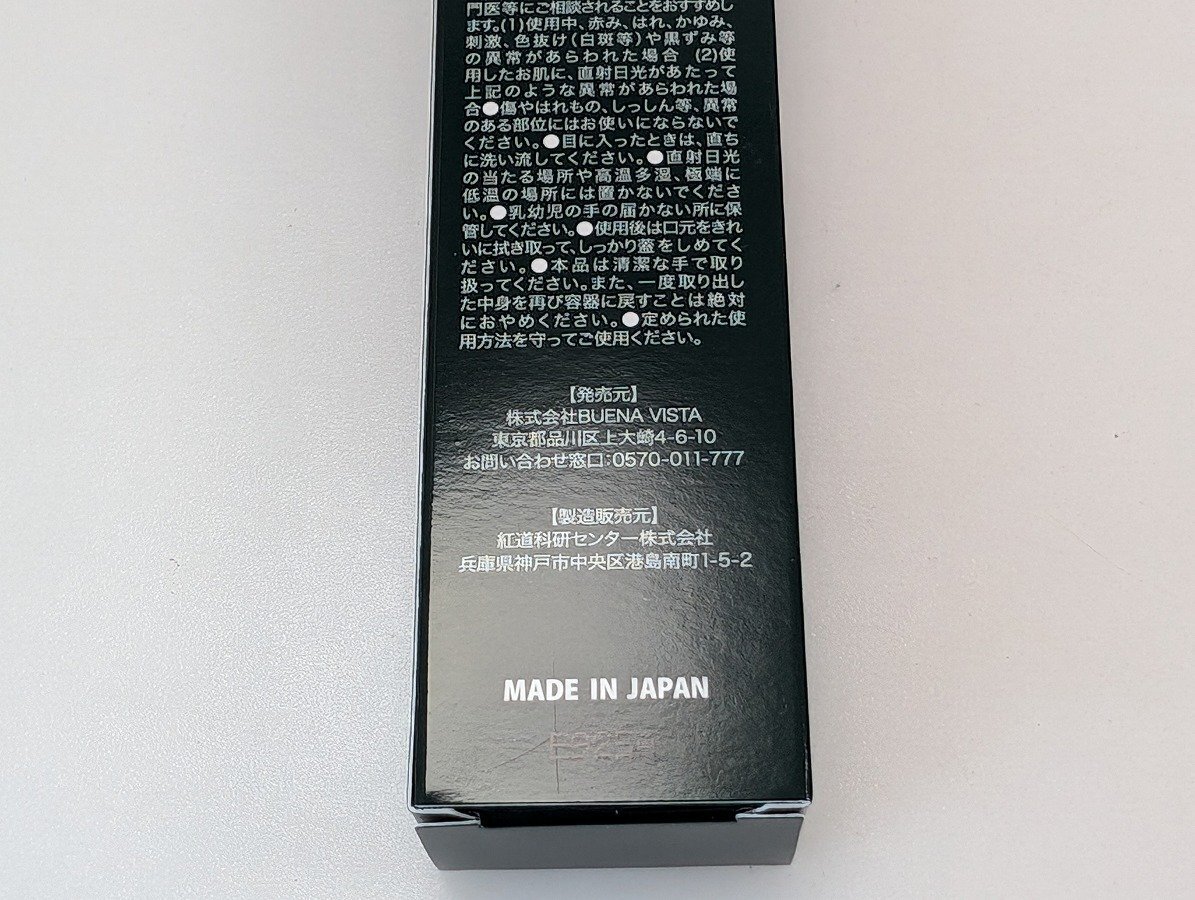 門医等にご相談されることをおすすめし
ます。(1)使用中、赤み、はれ、かゆみ、
刺激、色抜け(白斑等)や黒ずみ等
の異常があらわれた場合 (2)使
用したお肌に、直射日光があたって
上記のような異常があらわれた場
合●傷やはれもの、しっしん等、異常
のある部位にはお使いにならないで
ください。●目に入ったときは、直ち
に洗い流してください。●直射日光
の当たる場所や高温多湿、極端に
低温の場所には置かないでくださ
い。●乳幼児の手の届かない所に保
管してください。●使用後は口元をきれ
いに拭き取って、しっかり蓋をしめてく
ださい。●本品は清潔な手で取り
扱ってください。また、一度取り出し
た中身を再び容器に戻すことは絶対
におやめください。●定められた使
用方法を守ってご使用ください。
【発売元】
株式会社BUENA VISTA
東京都品川区上大崎4-6-10
お問い合わせ窓口:0570-011-777
【製造販売元】
紅道科研センター株式会社
兵庫県神戸市中央区港島南町1-5-2
MADE IN JAPAN